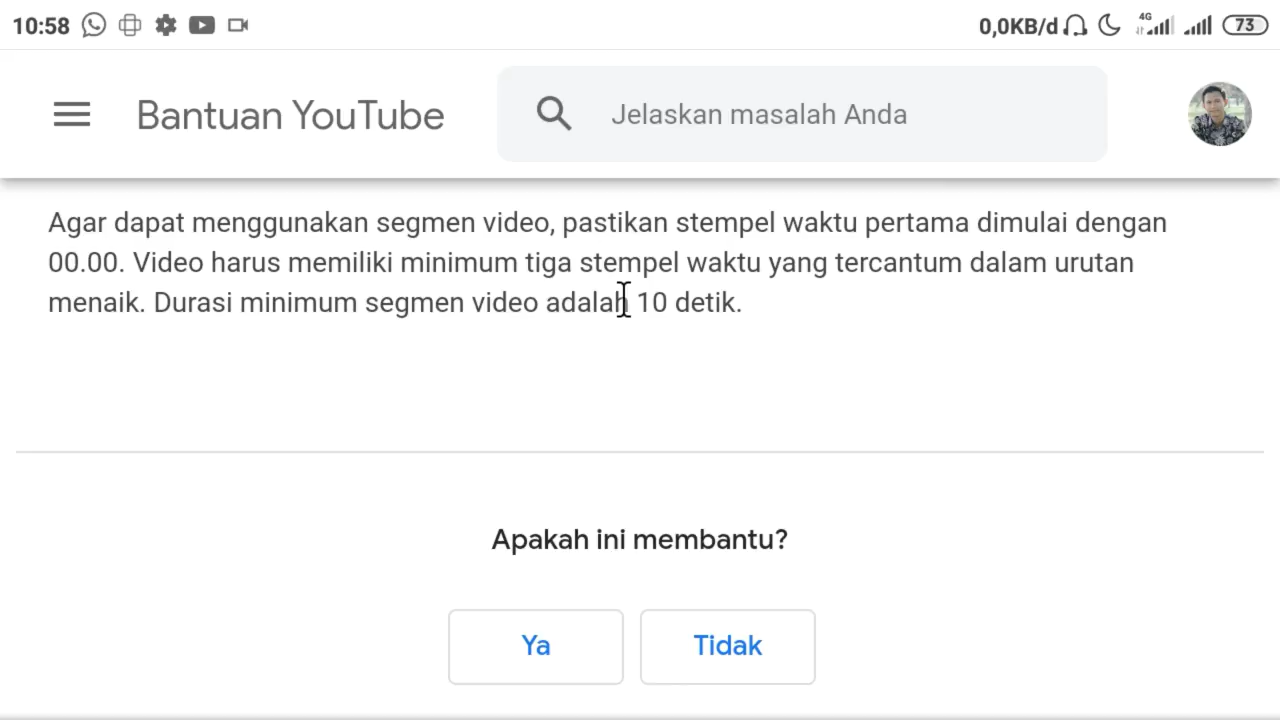 10:58
0,0KB/d
4G
73
Bantuan YouTube
Jelaskan masalah Anda
Agar dapat menggunakan segmen video, pastikan stempel waktu pertama dimulai dengan
00.00. Video harus memiliki minimum tiga stempel waktu yang tercantum dalam urutan
menaik. Durasi minimum segmen video adalah 10 detik.
Apakah ini membantu?
Ya
Tidak